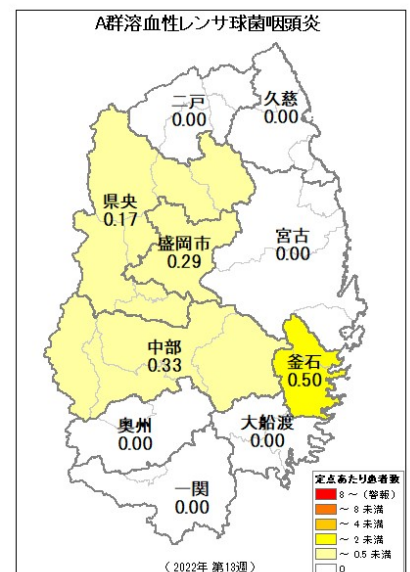 A群溶血性レンサ球菌咽頭炎
二戸
0.00
久慈
0.00
県央
0.17
盛岡市
0.29
宮古
0.00
中部
0.33
釜石
0.50
奥州
0.00
大船渡
0.00
一関
0.00
定点あたり患者数
8～（警報）
～8未満
～4未満
～2未満
～0.5未満
0
（2022年 第13週）